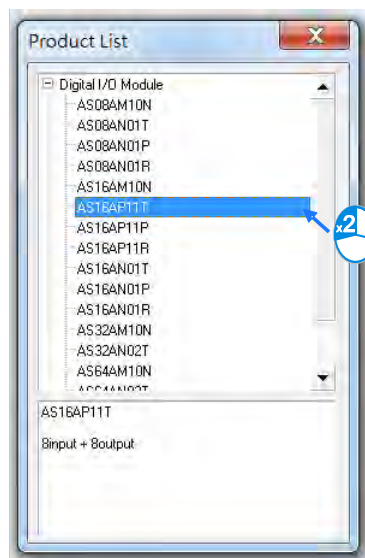 Product List
Digital I/O Module
AS08AM10N
AS08AN01T
AS08AN01P
AS08AN01R
AS16AM10N
AS16AP11T
AS16AP11P
AS16AP11R
AS16AN01T
AS16AN01P
AS16AN01R
AS32AM10N
AS32AN02T
AS64AM10N
AS64AN02T
x2
AS16AP11T
8input + 8output